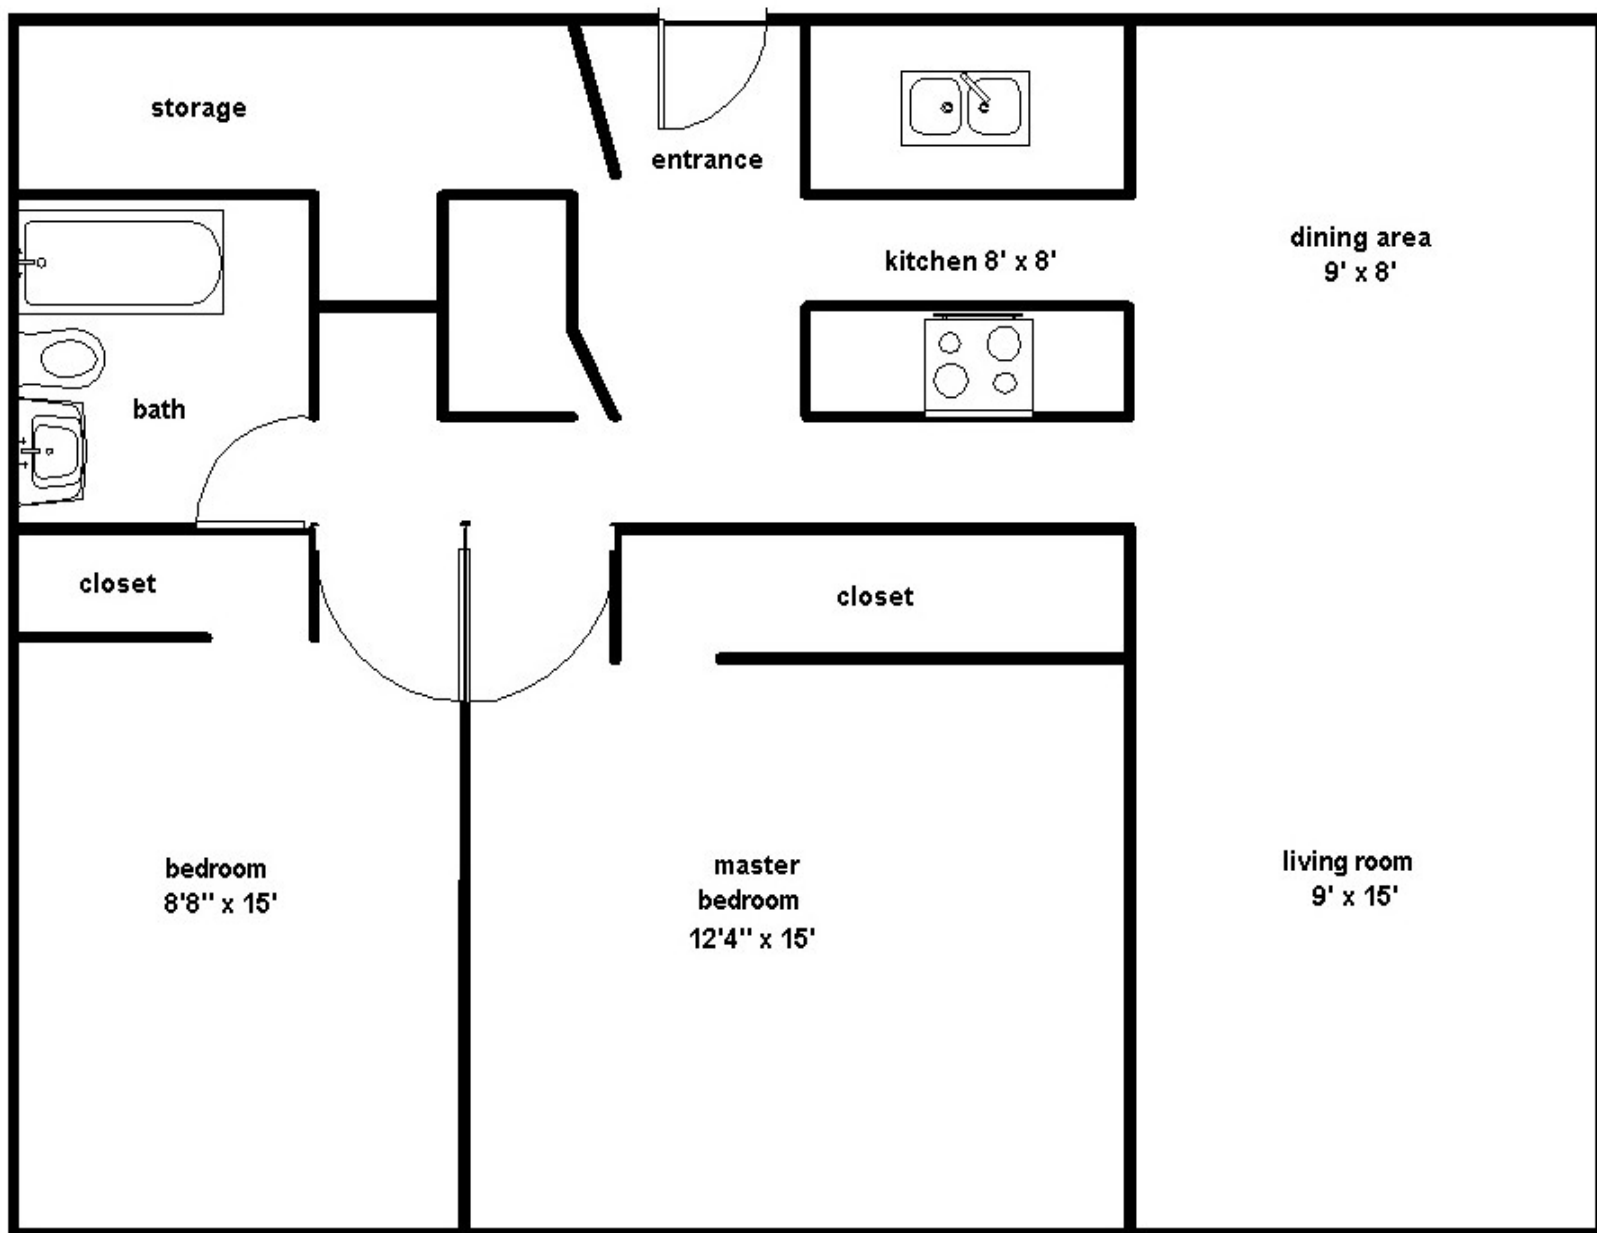 storage
entrance
kitchen 8' x 8'
dining area
9' x 8'
bath
closet
closet
bedroom
8'8" x 15'
master
bedroom
12'4" x 15'
living room
9' x 15'